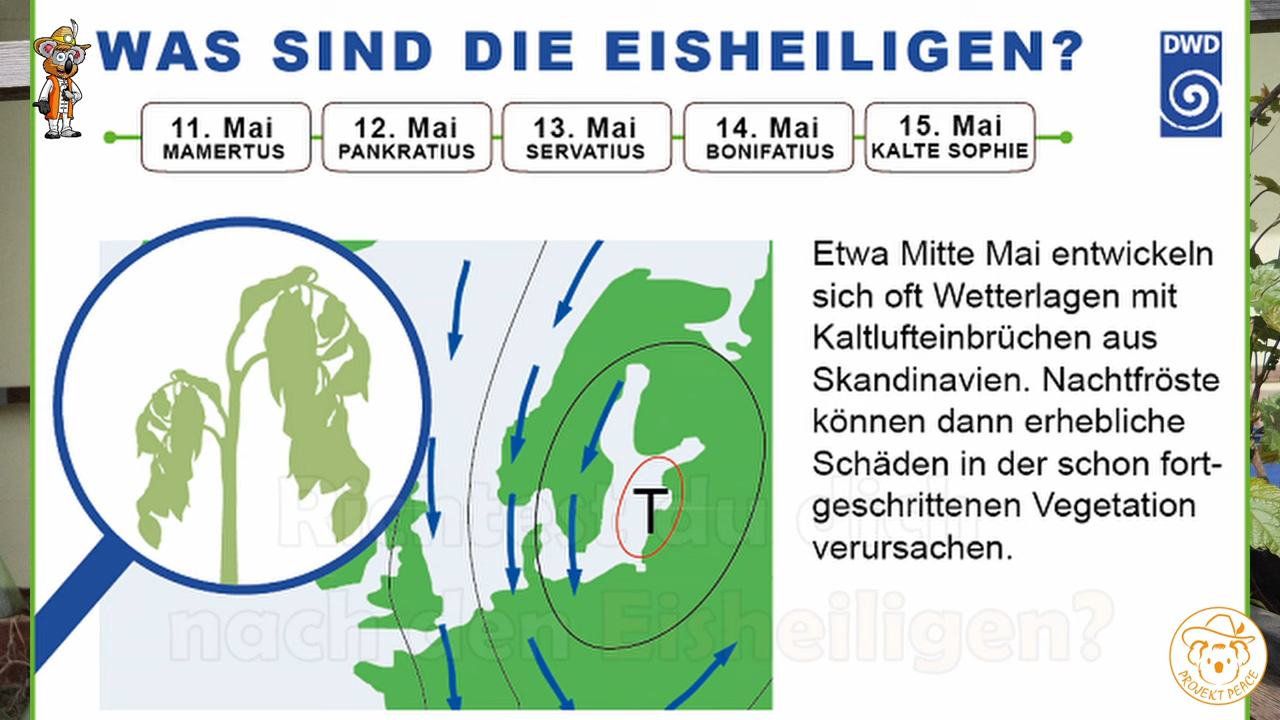 WAS SIND DIE EISHEILIGEN?
DWD
11. Mai
MAMERTUS
12. Mai
PANKRATIUS
13. Mai
SERVATIUS
14. Mai
BONIFATIUS
15. Mai
KALTE SOPHIE
Etwa Mitte Mai entwickeln
sich oft Wetterlagen mit
Kaltlufteinbrüchen aus
Skandinavien. Nachtfröste
können dann erhebliche
Schäden in der schon fort-
geschrittenen Vegetation
verursachen.
T
du dich
nach den Eisheiligen?
PROJEKT PEACE